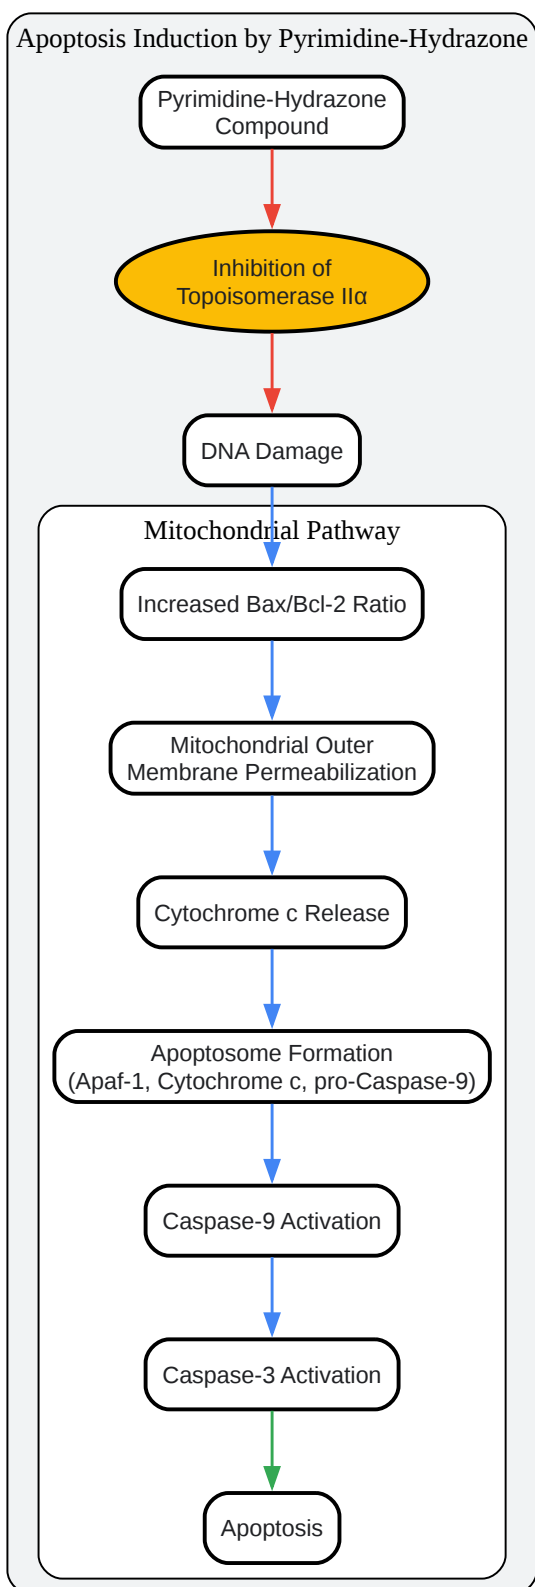 Apoptosis Induction by Pyrimidine-Hydrazone
Pyrimidine-Hydrazone
Compound
Inhibition of
Topoisomerase IIα
DNA Damage
Mitochondrial Pathway
Increased Bax/Bcl-2 Ratio
Mitochondrial Outer
Membrane Permeabilization
Cytochrome c Release
Apoptosome Formation
(Apaf-1, Cytochrome c, pro-Caspase-9)
Caspase-9 Activation
Caspase-3 Activation
Apoptosis